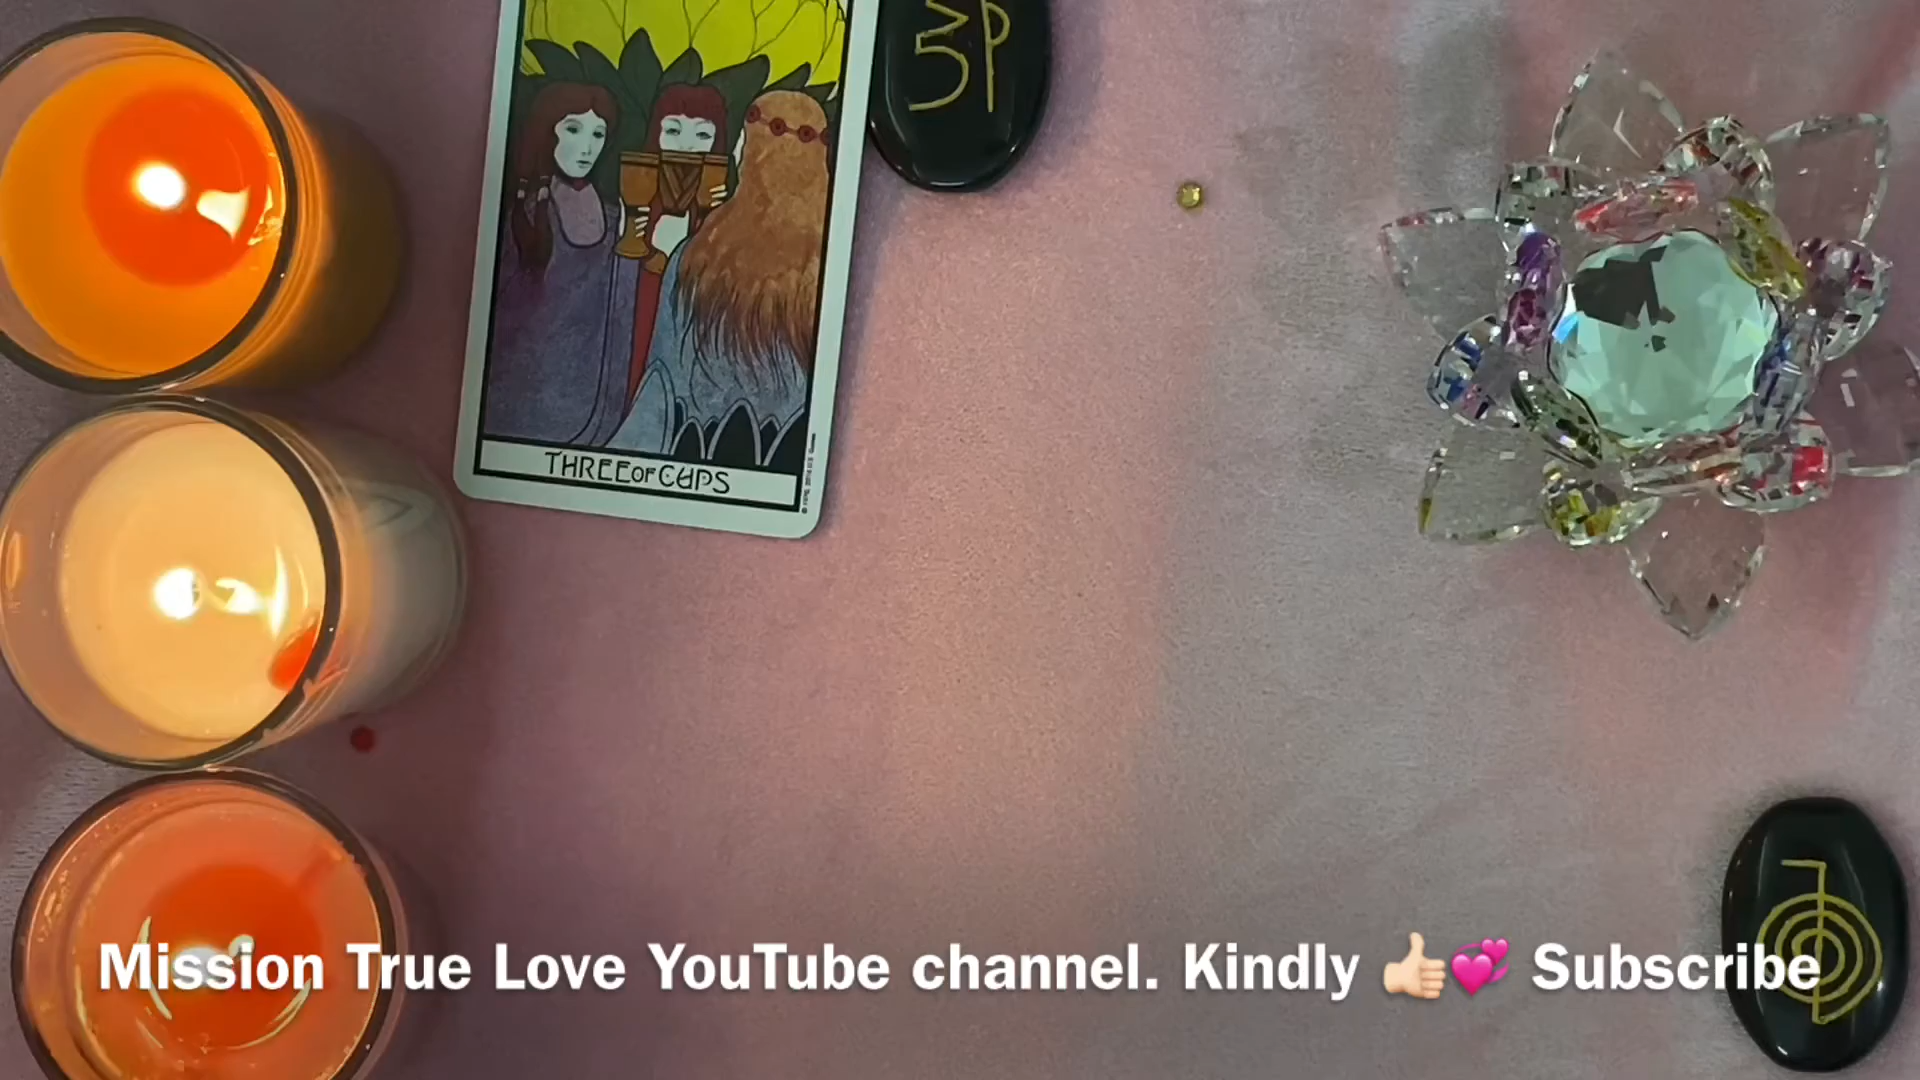 THREE OF CUPS
Mission True Love YouTube channel. Kindly 👍🏻💞 Subscribe